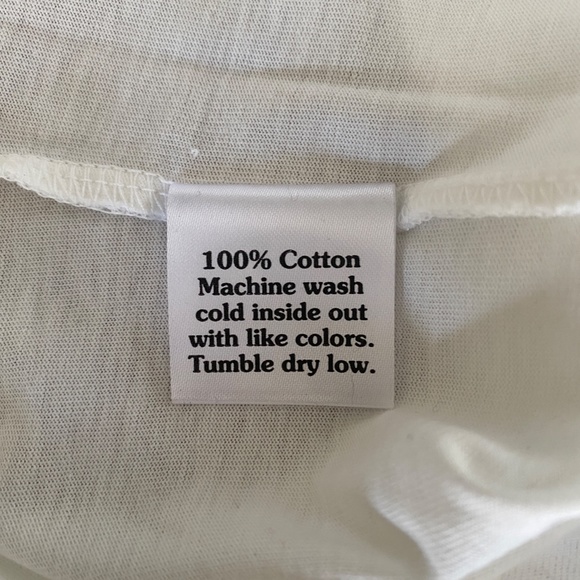 100% Cotton
Machine wash
cold inside out
with like colors.
Tumble dry low.